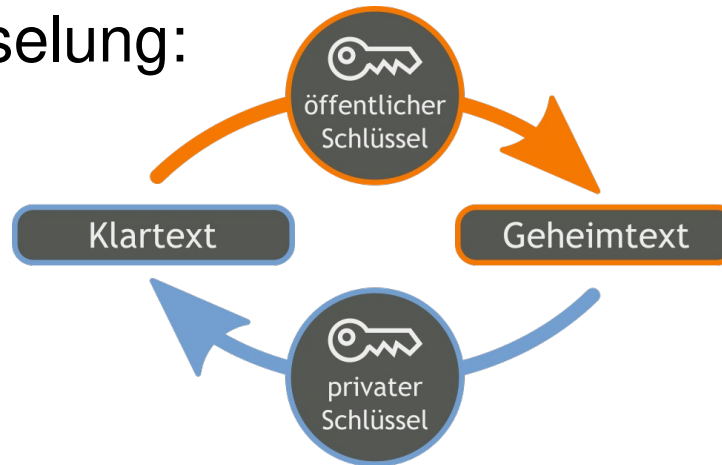 selung:
öffentlicher
Schlüssel
Klartext
Geheimtext
privater
Schlüssel